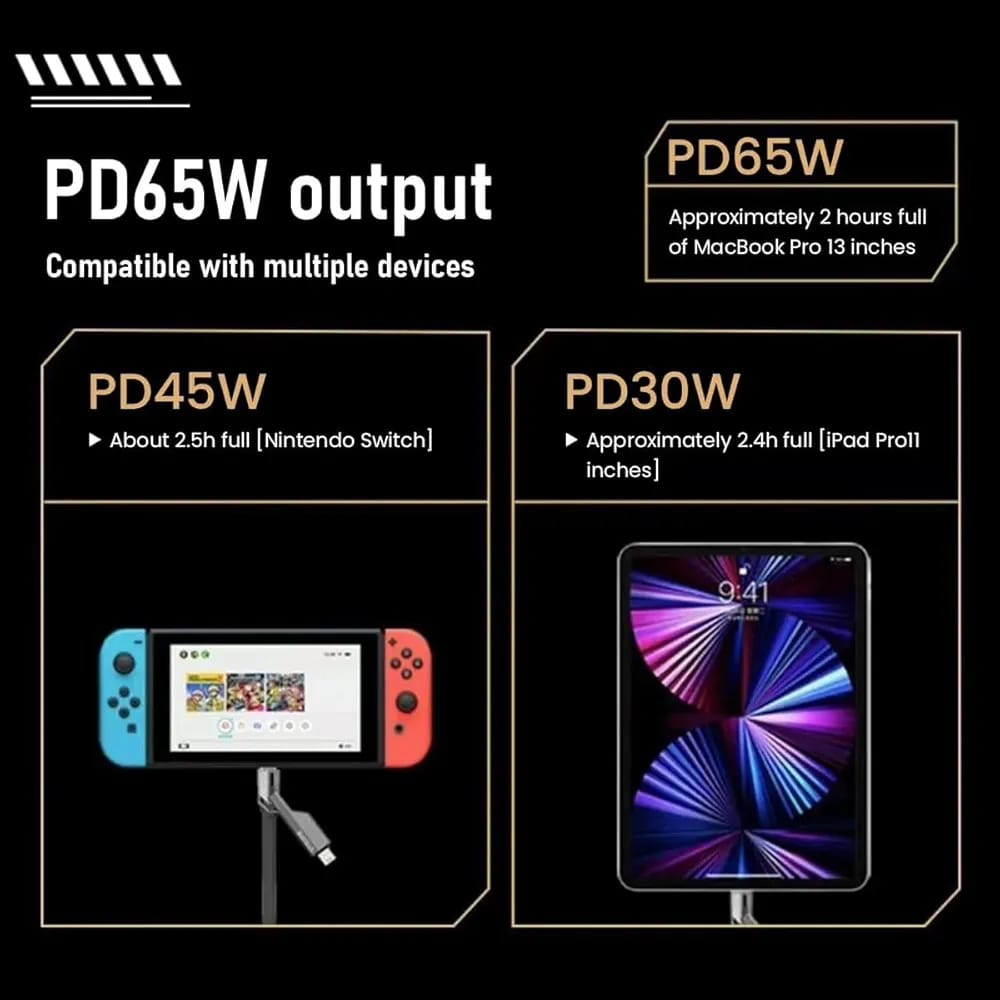 PD65W output
Compatible with multiple devices
PD65W
Approximately 2 hours full
of MacBook Pro 13 inches
PD45W
▶ About 2.5h full [Nintendo Switch]
PD30W
▶ Approximately 2.4h full [iPad Pro11
inches]
9:41